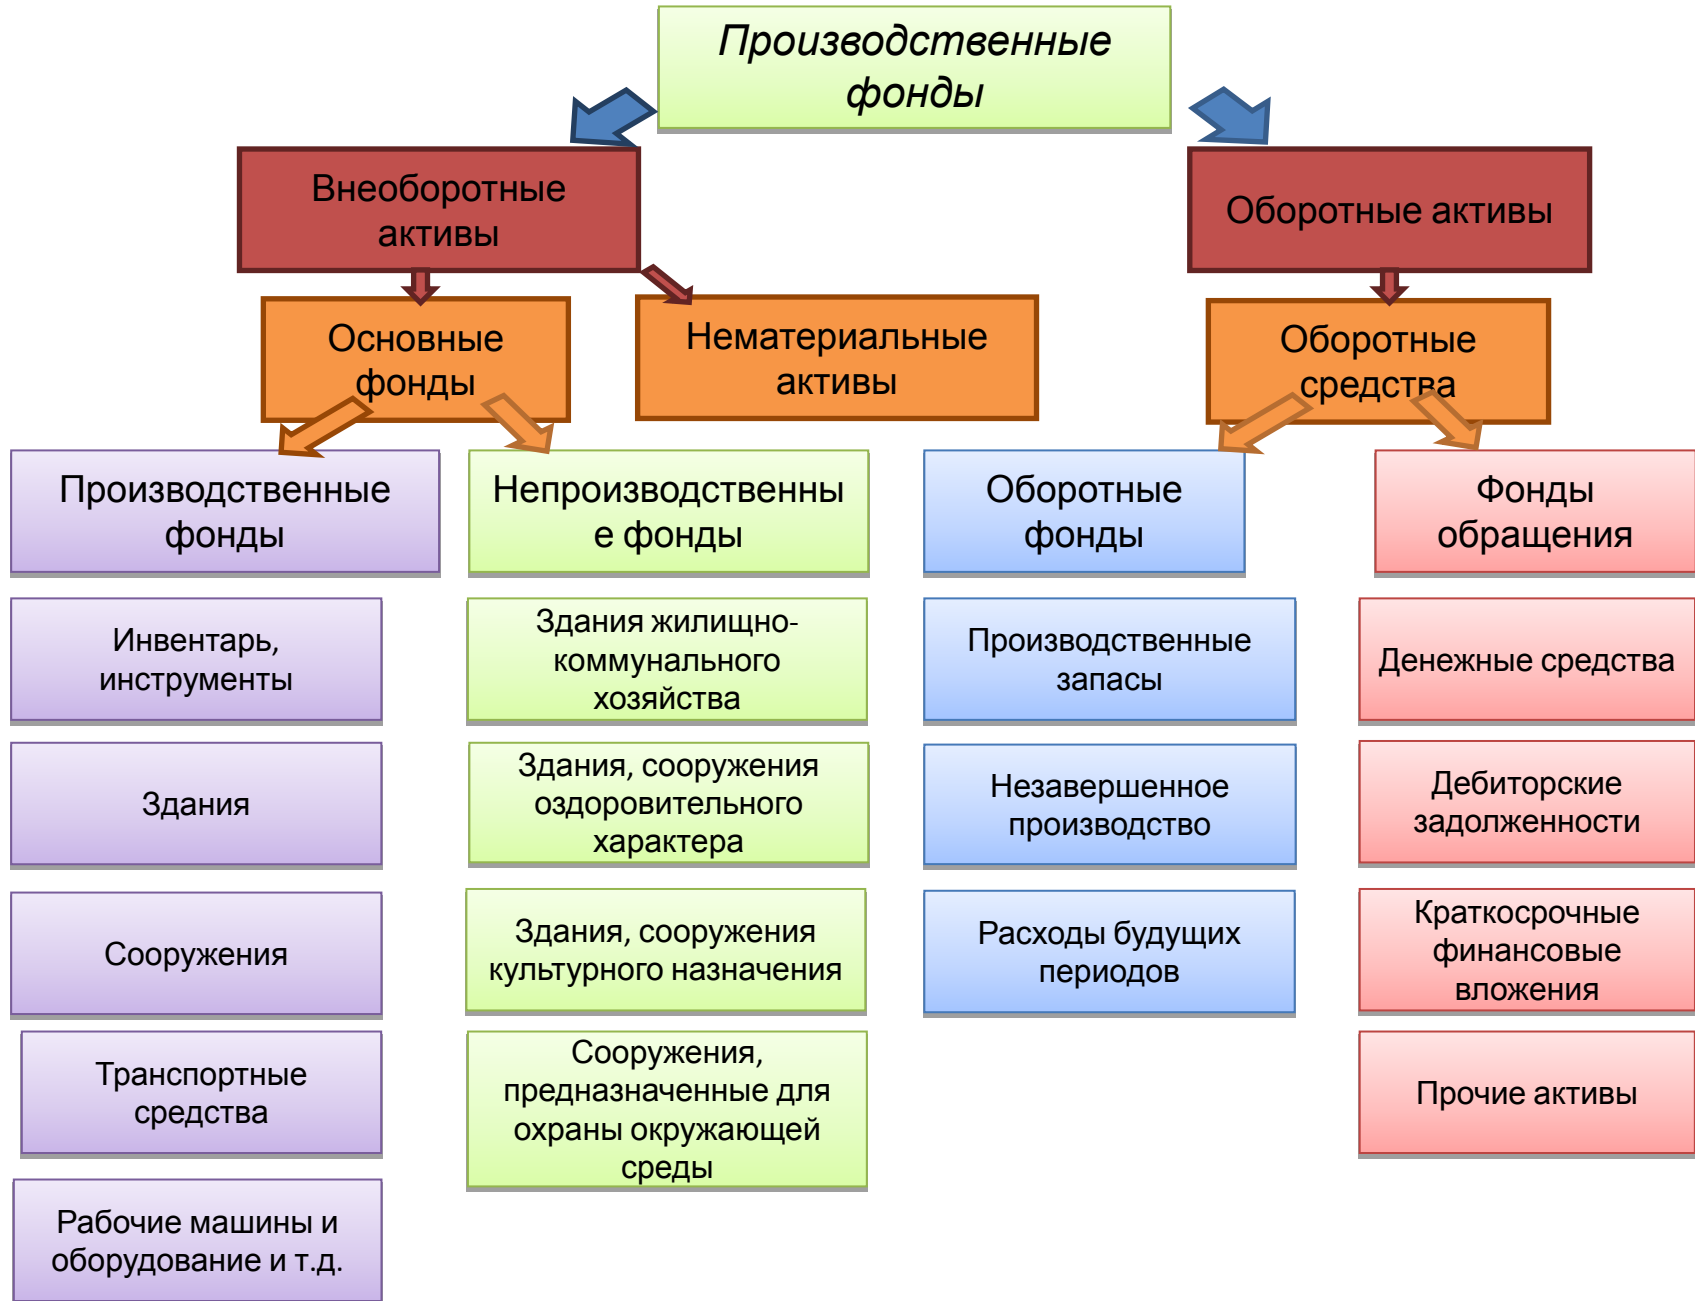 Производственные
фонды
Внеоборотные
активы
Оборотные активы
Основные
фонды
Нематериальные
активы
Оборотные
средства
Производственные
фонды
Непроизводственны
е фонды
Оборотные
фонды
Фонды
обращения
Инвентарь,
инструменты
Здания жилищно-
коммунального
хозяйства
Производственные
запасы
Денежные средства
Здания
Здания, сооружения
оздоровительного
характера
Незавершенное
производство
Дебиторские
задолженности
Сооружения
Здания, сооружения
культурного назначения
Расходы будущих
периодов
Краткосрочные
финансовые
вложения
Транспортные
средства
Сооружения,
предназначенные для
охраны окружающей
среды
Прочие активы
Рабочие машины и
оборудование и т.д.